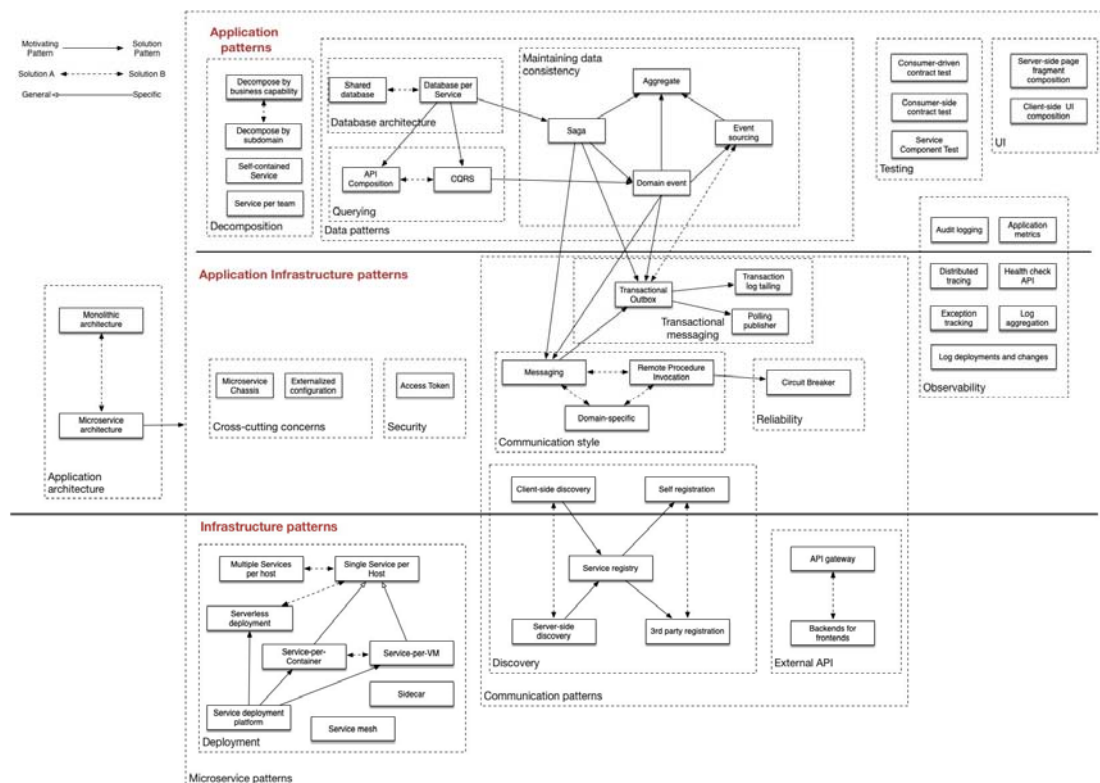 Motivating
Pattern
Solution
Pattern
Solution A
Solution B
General
Specific
Application
patterns
Decompose by
business capability
Decompose by
subdomain
Self-contained
Service
Service per team
Decomposition
Shared
database
Database per
Service
Database architecture
API
Composition
CQRS
Querying
Data patterns
Maintaining data
consistency
Aggregate
Saga
Event
sourcing
Domain event
Consumer-driven
contract test
Consumer-side
contract test
Service
Component Test
Testing
Server-side page
fragment
composition
Client-side UI
composition
UI
Audit logging
Application
metrics
Distributed
tracing
Health check
API
Exception
tracking
Log
aggregation
Log deployments and changes
Observability
Application Infrastructure patterns
Monolithic
architecture
Microservice
architecture
Application
architecture
Microservice
Chassis
Externalized
configuration
Cross-cutting concerns
Access Token
Security
Transactional
Outbox
Transaction
log tailing
Polling
publisher
Transactional
messaging
Messaging
Remote Procedure
Invocation
Domain-specific
Communication style
Circuit Breaker
Reliability
Client-side discovery
Self registration
Service registry
Server-side
discovery
3rd party registration
Discovery
API gateway
Backends for
frontends
External API
Communication patterns
Infrastructure patterns
Multiple Services
per host
Single Service per
Host
Serverless
deployment
Service-per-
Container
Service-per-VM
Sidecar
Service deployment
platform
Service mesh
Deployment
Microservice patterns